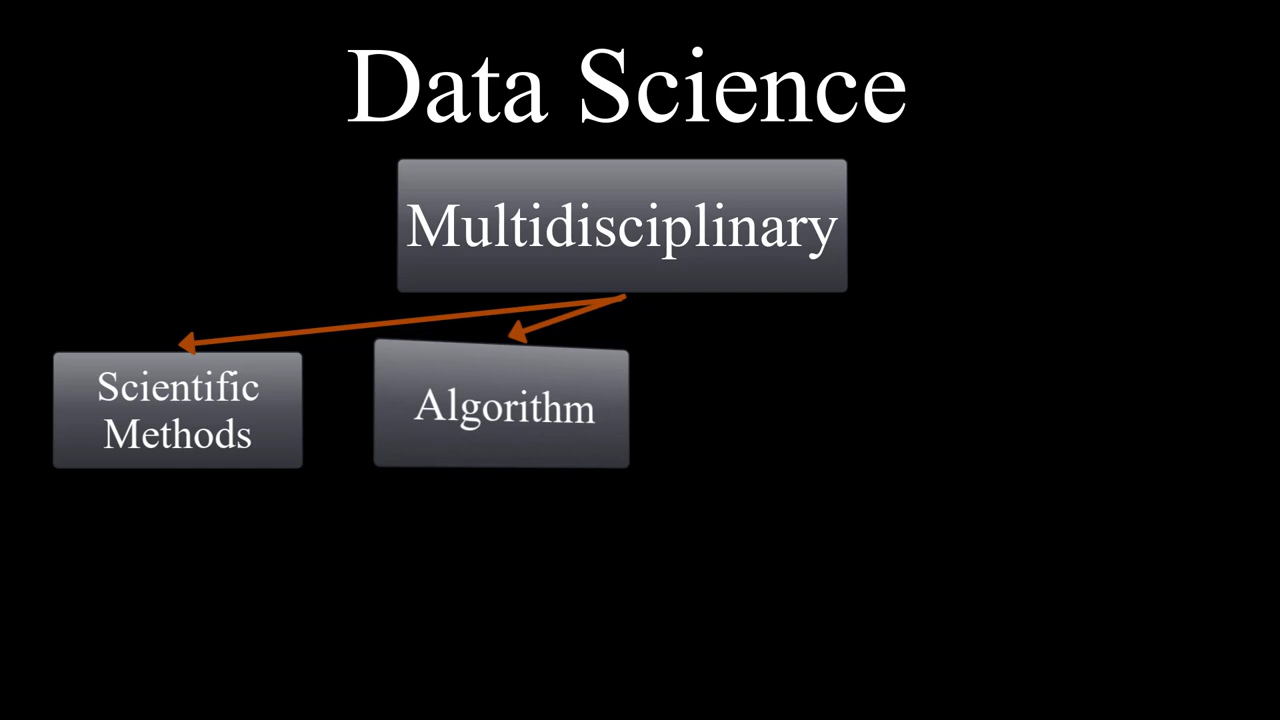 Data Science
Multidisciplinary
Scientific
Methods
Algorithm